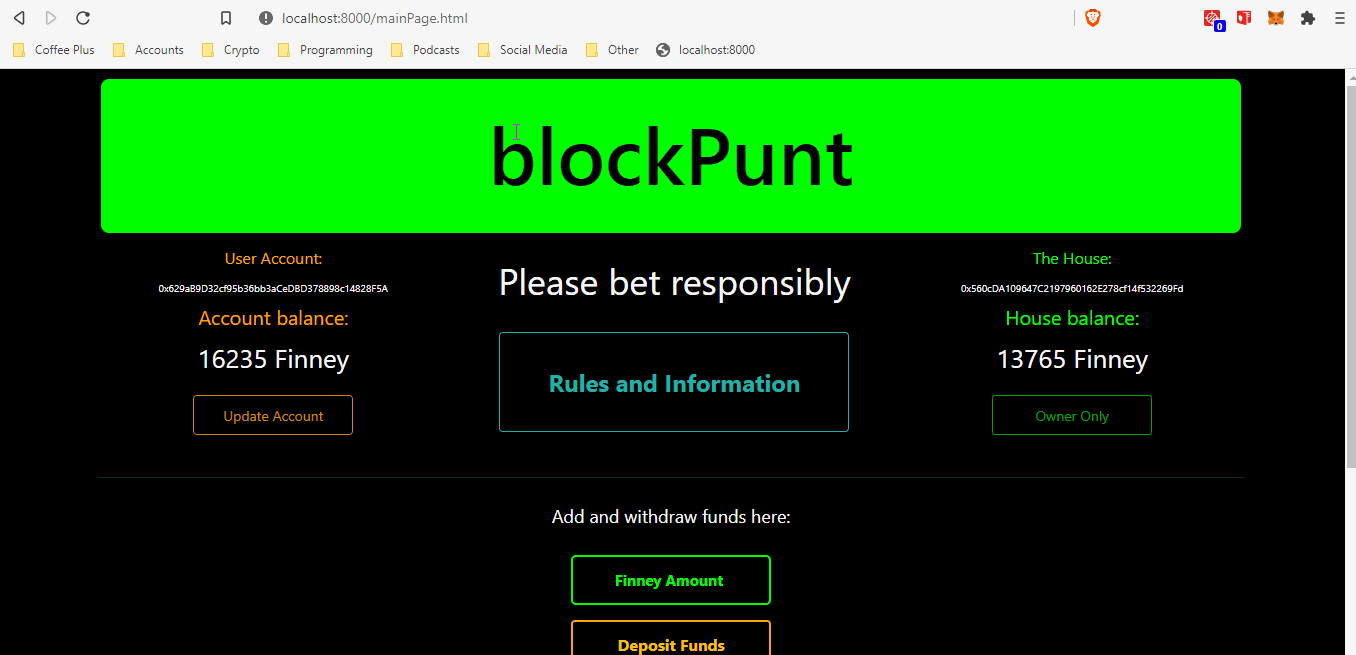 localhost:8000/mainPage.html
0
Coffee Plus Accounts Crypto Programming Podcasts Social Media Other localhost:8000
blockPunt
User Account:
0x629aB9D32cf95b36bb3aCeDBD378898c14828F5A
Account balance:
16235 Finney
Update Account
Please bet responsibly
Rules and Information
The House:
0x560cDA109647C2197960162E278cf14f532269Fd
House balance:
13765 Finney
Owner Only
Add and withdraw funds here:
Finney Amount
Deposit Funds